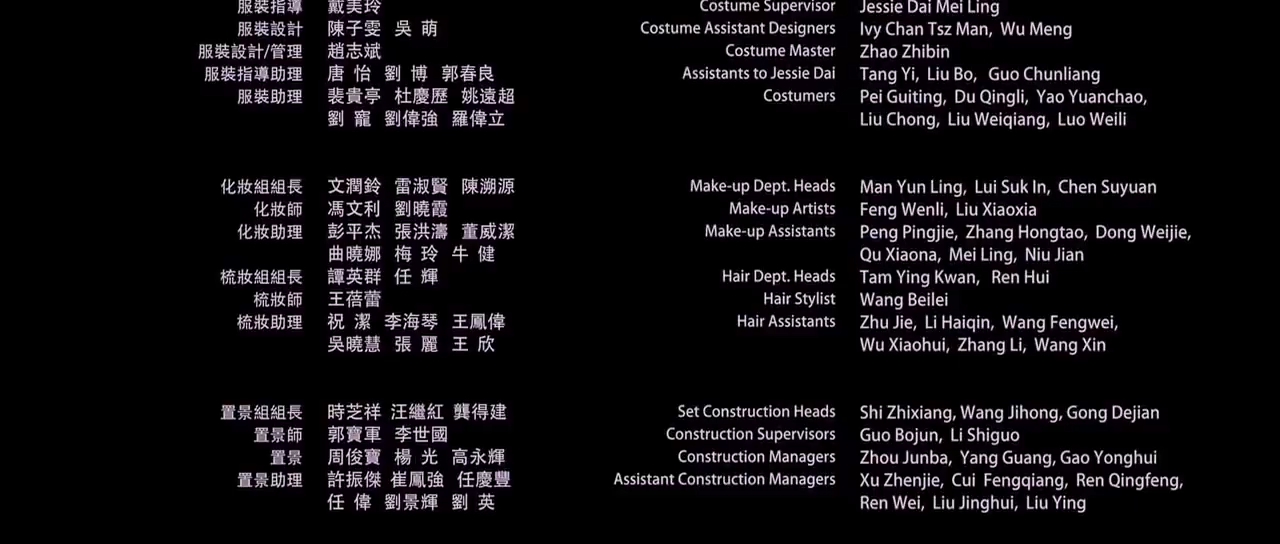 服裝指導 戴美玲 Costume Supervisor Jessie Dai Mei Ling
服裝設計 陳子雯 吳 萌 Costume Assistant Designers Ivy Chan Tsz Man, Wu Meng
服裝設計/管理 趙志斌 Costume Master Zhao Zhibin
服裝指導助理 唐 怡 劉 博 郭春良 Assistants to Jessie Dai Tang Yi, Liu Bo, Guo Chunliang
服裝助理 裴貴亭 杜慶歷 姚遠超 Costumers Pei Guiting, Du Qingli, Yao Yuanchao,
劉 寵 劉偉強 羅偉立 Liu Chong, Liu Weiqiang, Luo Weili
化妝組組長 文潤鈴 雷淑賢 陳溯源 Make-up Dept. Heads Man Yun Ling, Lui Suk In, Chen Suyuan
化妝師 馮文利 劉曉霞 Make-up Artists Feng Wenli, Liu Xiaoxia
化妝助理 彭平杰 張洪濤 董威潔 Make-up Assistants Peng Pingjie, Zhang Hongtao, Dong Weijie,
曲曉娜 梅 玲 牛 健 Qu Xiaona, Mei Ling, Niu Jian
梳妝組組長 譚英群 任 輝 Hair Dept. Heads Tam Ying Kwan, Ren Hui
梳妝師 王蓓蕾 Hair Stylist Wang Beilei
梳妝助理 祝 潔 李海琴 王鳳偉 Hair Assistants Zhu Jie, Li Haiqin, Wang Fengwei,
吳曉慧 張 麗 王 欣 Wu Xiaohui, Zhang Li, Wang Xin
置景組組長 時芝祥 汪繼紅 龔得建 Set Construction Heads Shi Zhixiang, Wang Jihong, Gong Dejian
置景師 郭寶軍 李世國 Construction Supervisors Guo Bojun, Li Shiguo
置景 周俊寶 楊 光 高永輝 Construction Managers Zhou Junba, Yang Guang, Gao Yonghui
置景助理 許振傑 崔鳳強 任慶豐 Assistant Construction Managers Xu Zhenjie, Cui Fengqiang, Ren Qingfeng,
任 偉 劉景輝 劉 英 Ren Wei, Liu Jinghui, Liu Ying